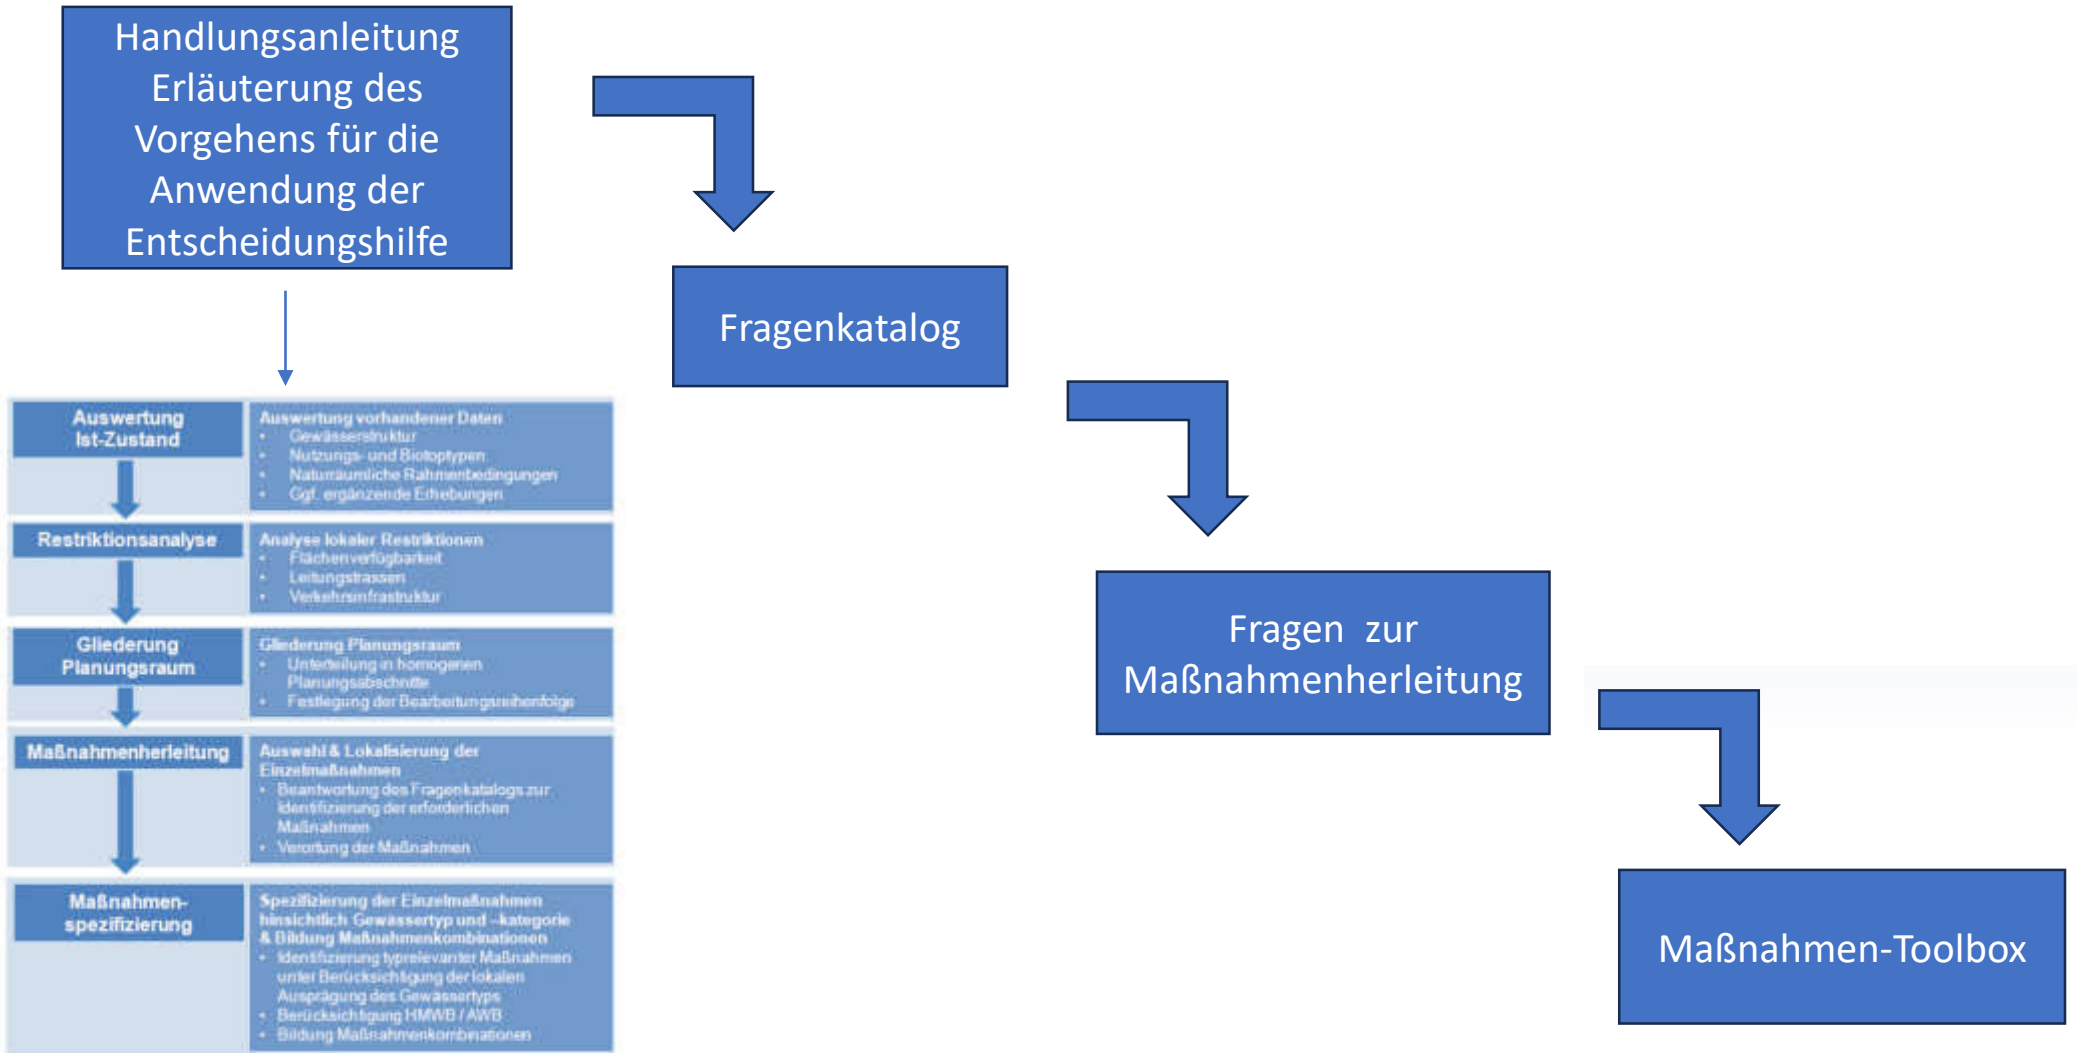 Handlungsanleitung
Erläuterung des
Vorgehens für die
Anwendung der
Entscheidungshilfe
Fragenkatalog
Fragen zur
Maßnahmenherleitung
Maßnahmen-Toolbox
Auswertung
Ist-Zustand
Auswertung vorhandener Daten
• Gewässerstruktur
• Nutzungs- und Biotoptypen
• Naturräumliche Rahmenbedingungen
• Ggf. ergänzende Erhebungen
Restriktionsanalyse
Analyse lokaler Restriktionen
• Flächenverfügbarkeit
• Leitungstrassen
• Verkehrsinfrastruktur
Gliederung
Planungsraum
Gliederung Planungsraum
• Unterteilung in homogenen
Planungsabschnitte
• Festlegung der Bearbeitungsreihenfolge
Maßnahmenherleitung
Auswahl & Lokalisierung der
Einzelmaßnahmen
• Beantwortung des Fragenkatalogs zur
Identifizierung der erforderlichen
Maßnahmen
• Verortung der Maßnahmen
Maßnahmen-
spezifizierung
Spezifizierung der Einzelmaßnahmen
hinsichtlich Gewässertyp und –kategorie
& Bildung Maßnahmenkombinationen
• Identifizierung typrelevanter Maßnahmen
unter Berücksichtigung der lokalen
Ausprägung des Gewässertyps
• Berücksichtigung HMWB / AWB
• Bildung Maßnahmenkombinationen